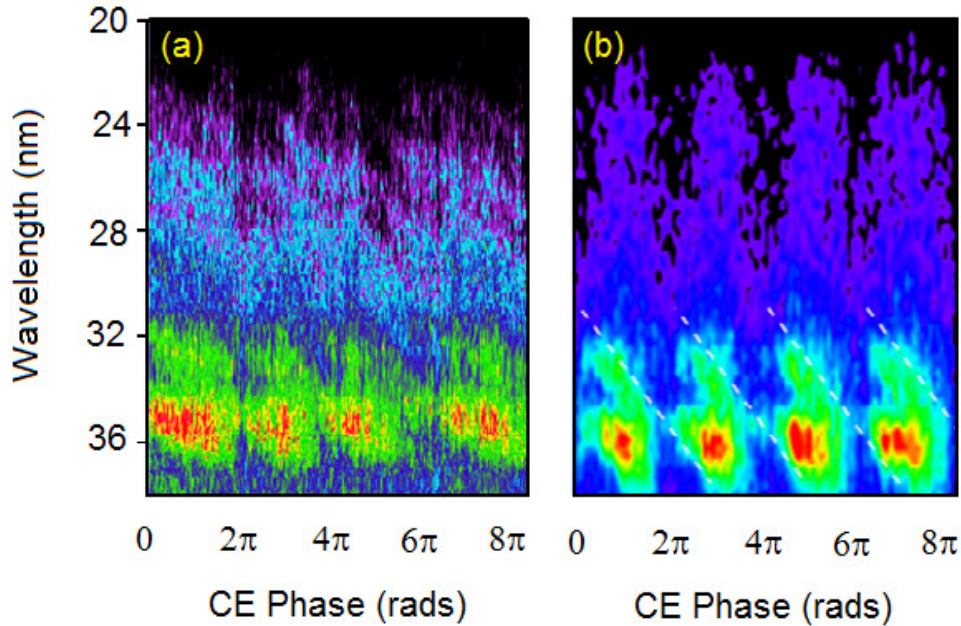 20
24
28
32
36
Wavelength (nm)
(a)
(b)
0 2π 4π 6π 8π
0 2π 4π 6π 8π
CE Phase (rads)
CE Phase (rads)